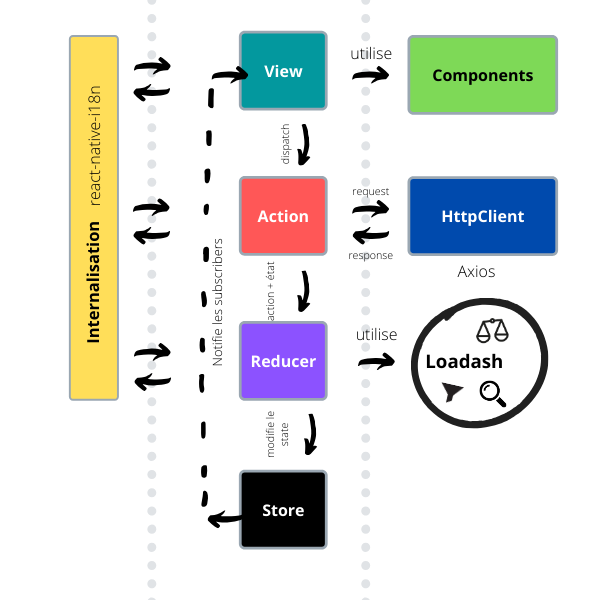 Internalisation react-native-i18n
View
utilise
Components
dispatch
Action
request
response
HttpClient
Axios
Notifie les subscribers
action + état
Reducer
utilise
Loadash
modifie le
state
Store